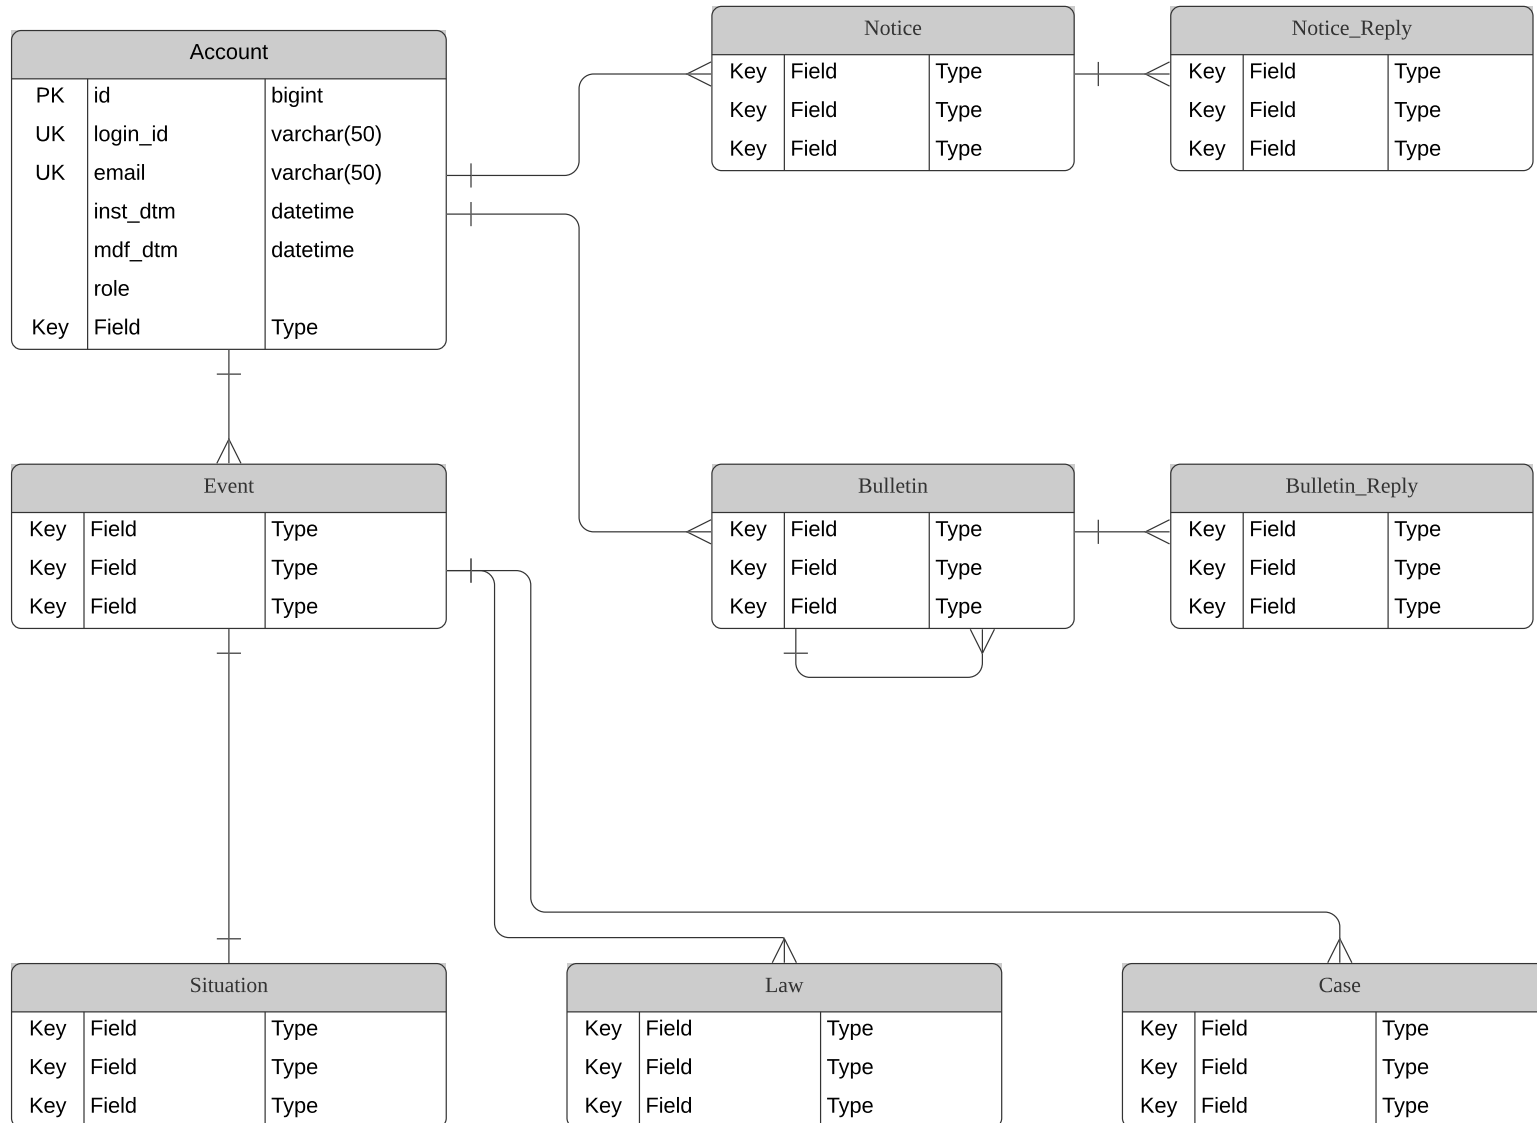 Account
PK id bigint
UK login_id varchar(50)
UK email varchar(50)
inst_dtm datetime
mdf_dtm datetime
role
Key Field Type
Notice
Key Field Type
Key Field Type
Key Field Type
Notice_Reply
Key Field Type
Key Field Type
Key Field Type
Event
Key Field Type
Key Field Type
Key Field Type
Bulletin
Key Field Type
Key Field Type
Key Field Type
Bulletin_Reply
Key Field Type
Key Field Type
Key Field Type
Situation
Key Field Type
Key Field Type
Key Field Type
Law
Key Field Type
Key Field Type
Key Field Type
Case
Key Field Type
Key Field Type
Key Field Type